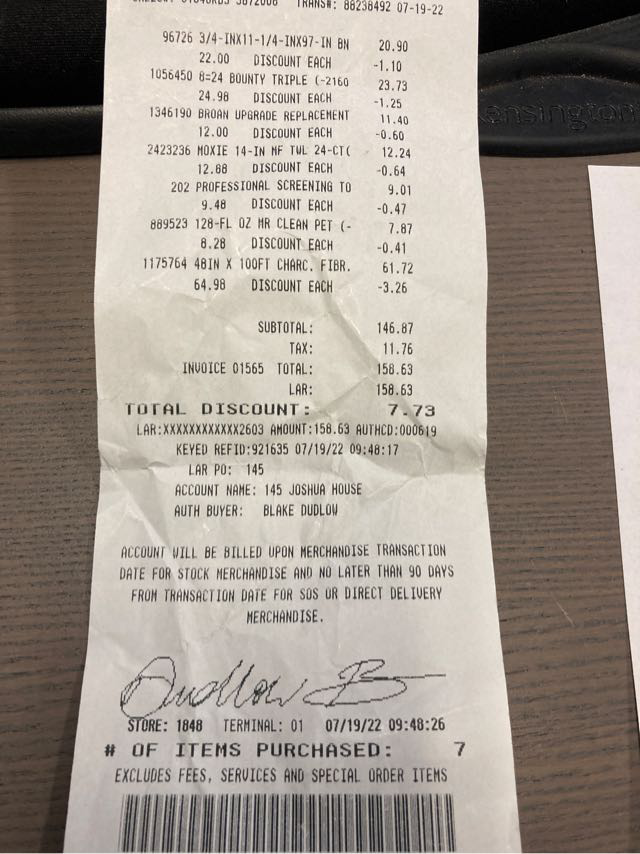 TRANS#: 88238492 07-19-22
96726 3/4-INX11-1/4-INX97-IN BN 20.90
22.00 DISCOUNT EACH -1.10
1056450 8=24 BOUNTY TRIPLE (-2160 23.73
24.98 DISCOUNT EACH -1.25
1346190 BROAN UPGRADE REPLACEMENT 11.40
12.00 DISCOUNT EACH -0.60
2423236 MOXIE 14-IN MF TWL 24-CT( 12.24
12.88 DISCOUNT EACH -0.64
202 PROFESSIONAL SCREENING TO 9.01
9.48 DISCOUNT EACH -0.47
889523 128-FL OZ MR CLEAN PET (- 7.87
8.28 DISCOUNT EACH -0.41
1175764 48IN X 100FT CHARC. FIBR. 61.72
64.98 DISCOUNT EACH -3.26
SUBTOTAL: 146.87
TAX: 11.76
INVOICE 01565 TOTAL: 158.63
LAR: 158.63
TOTAL DISCOUNT: 7.73
LAR:XXXXXXXXXXXX2603 AMOUNT:158.63 AUTHCD:000619
KEYED REFID:921635 07/19/22 09:48:17
LAR PO: 145
ACCOUNT NAME: 145 JOSHUA HOUSE
AUTH BUYER: BLAKE DUDLOW
ACCOUNT WILL BE BILLED UPON MERCHANDISE TRANSACTION
DATE FOR STOCK MERCHANDISE AND NO LATER THAN 90 DAYS
FROM TRANSACTION DATE FOR SOS OR DIRECT DELIVERY
MERCHANDISE.
Dudlow B
STORE: 1848 TERMINAL: 01 07/19/22 09:48:26
# OF ITEMS PURCHASED: 7
EXCLUDES FEES, SERVICES AND SPECIAL ORDER ITEMS
Kensington